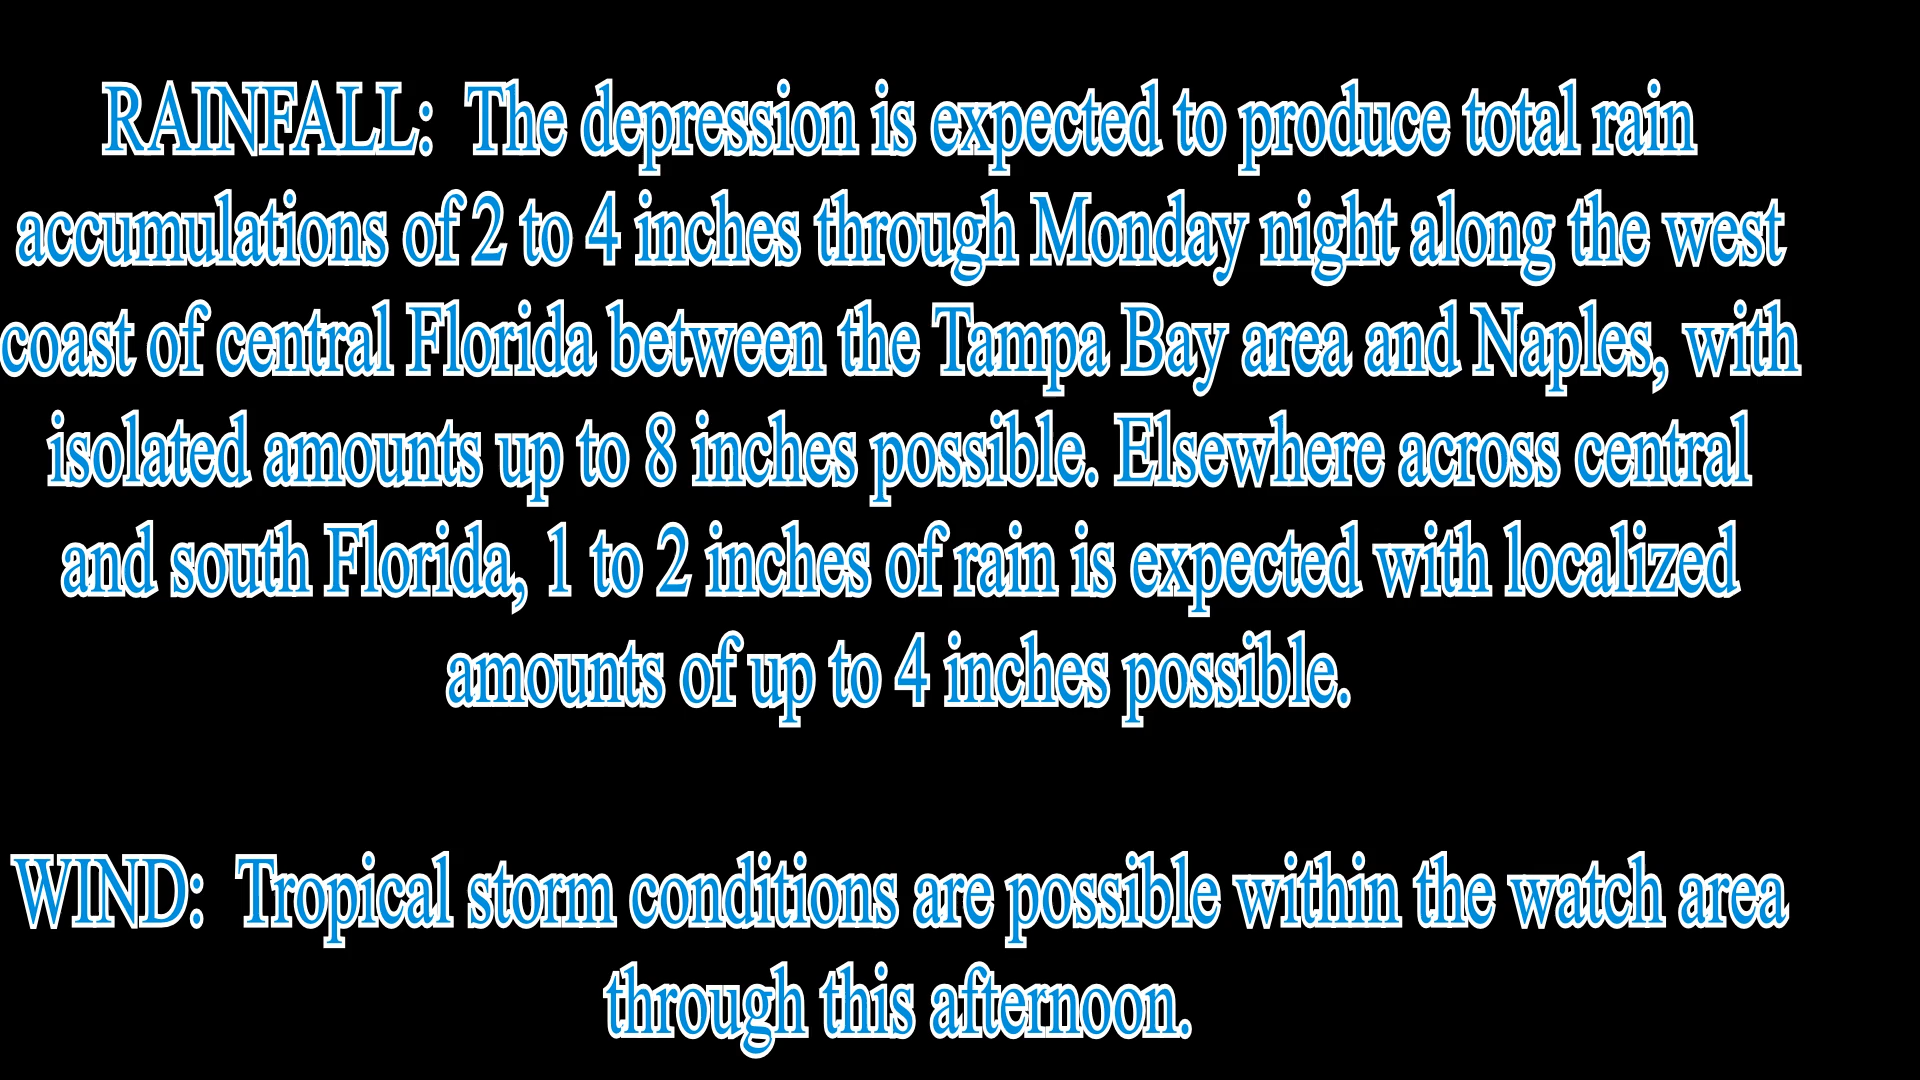 RAINFALL:  The depression is expected to produce total rain
accumulations of 2 to 4 inches through Monday night along the west
coast of central Florida between the Tampa Bay area and Naples, with
isolated amounts up to 8 inches possible. Elsewhere across central
and south Florida, 1 to 2 inches of rain is expected with localized
amounts of up to 4 inches possible.
WIND:  Tropical storm conditions are possible within the watch area
through this afternoon.